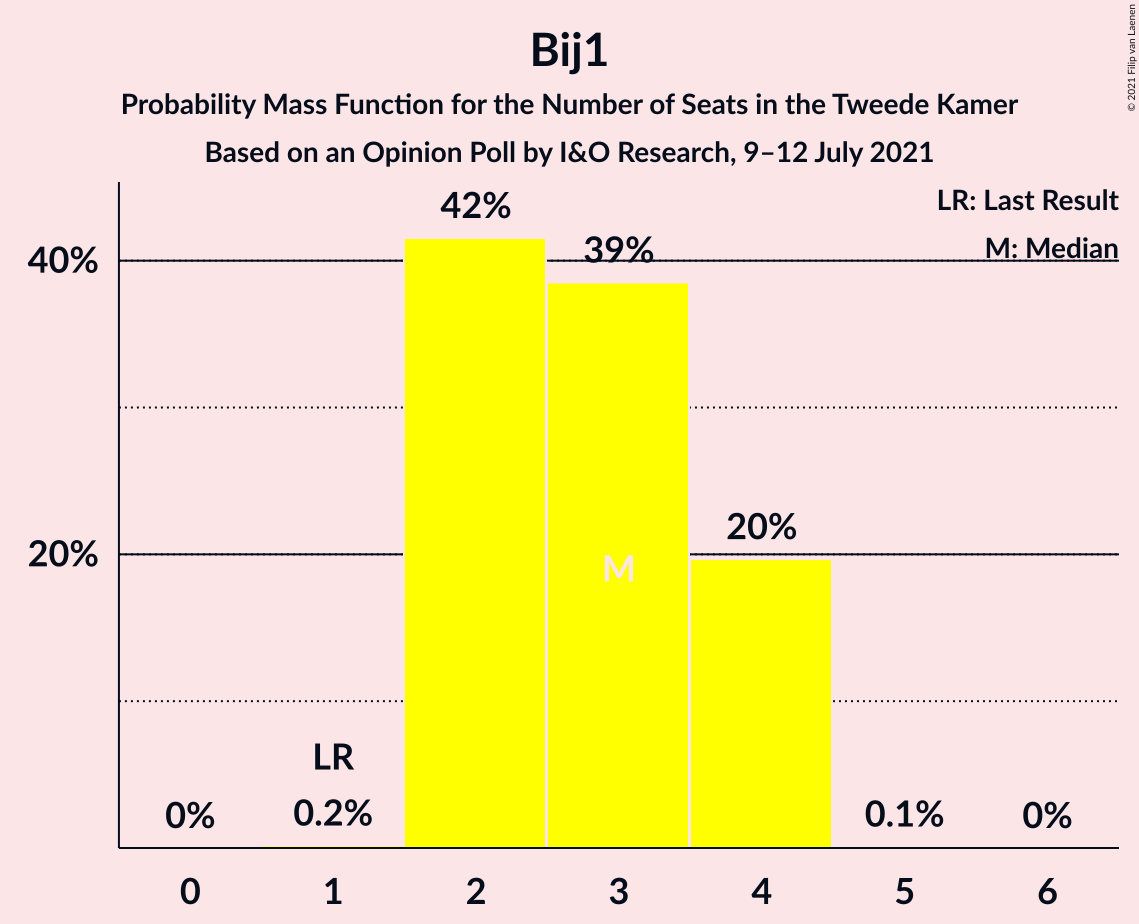 Bij1
Probability Mass Function for the Number of Seats in the Tweede Kamer
Based on an Opinion Poll by I&O Research, 9–12 July 2021
© 2021 Filip van Laenen
LR: Last Result
M: Median
42%
39%
40%
20%
20%
M
LR
0%
0.2%
0.1%
0%
0 1 2 3 4 5 6